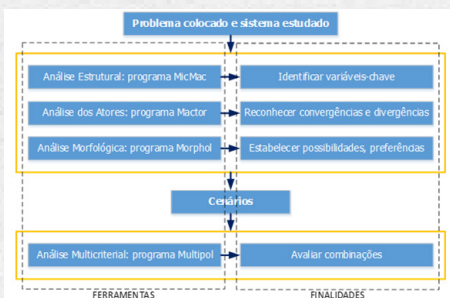 Problema colocado e sistema estudado
Análise Estrutural: programa MicMac
Identificar variáveis-chave
Análise dos Atores: programa Mactor
Reconhecer convergências e divergências
Análise Morfológica: programa Morphol
Estabelecer possibilidades, preferências
Cenários
Análise Multicriterial: programa Multipol
Avaliar combinações
FERRAMENTAS
FINALIDADES